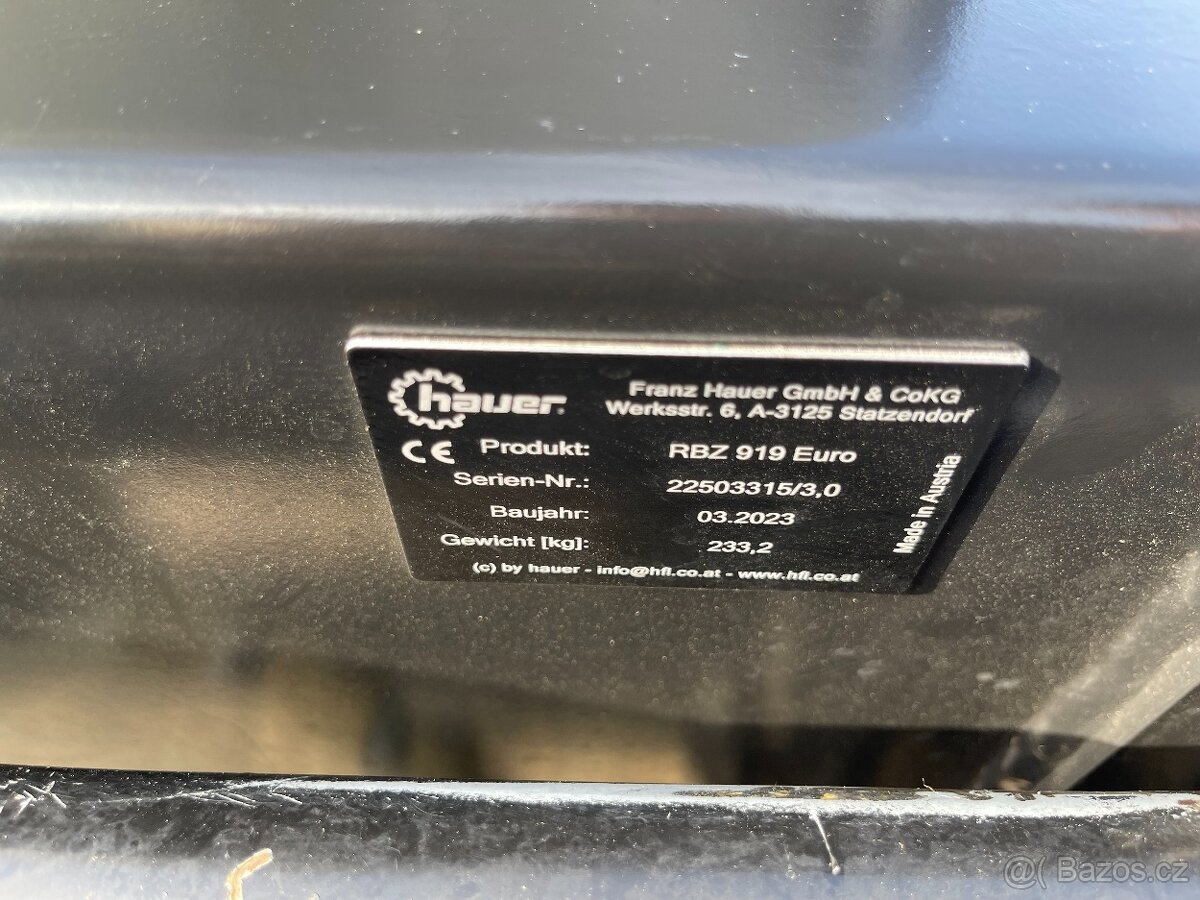 hauer®
Franz Hauer GmbH & CoKG
Werksstr. 6, A-3125 Statzendorf
CE Produkt: RBZ 919 Euro
Serien-Nr.: 22503315/3,0
Baujahr: 03.2023
Gewicht [kg]: 233,2
(c) by hauer - info@hfl.co.at - www.hfl.co.at
Made in Austria
@( Bazos.cz